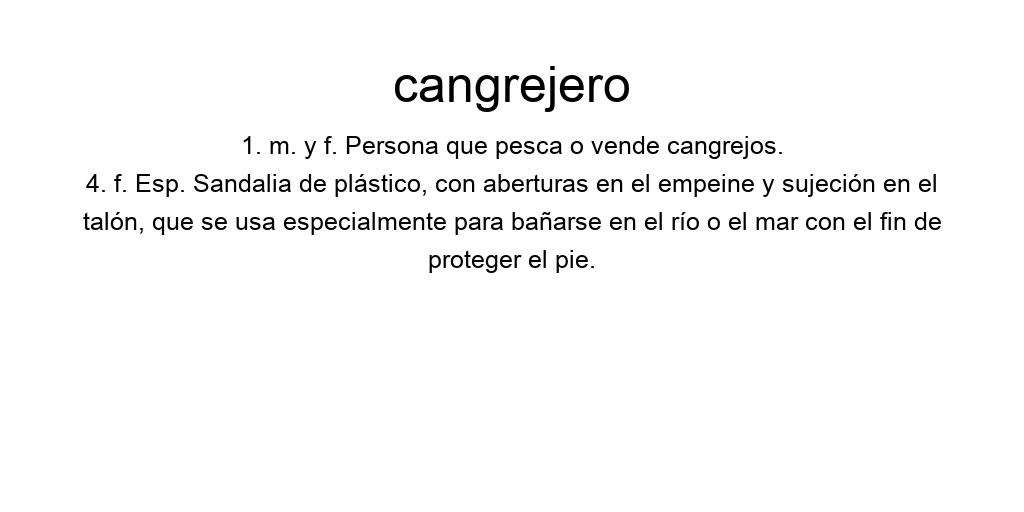 cangrejero
1. m. y f. Persona que pesca o vende cangrejos.
4. f. Esp. Sandalia de plástico, con aberturas en el empeine y sujeción en el
talón, que se usa especialmente para bañarse en el río o el mar con el fin de
proteger el pie.